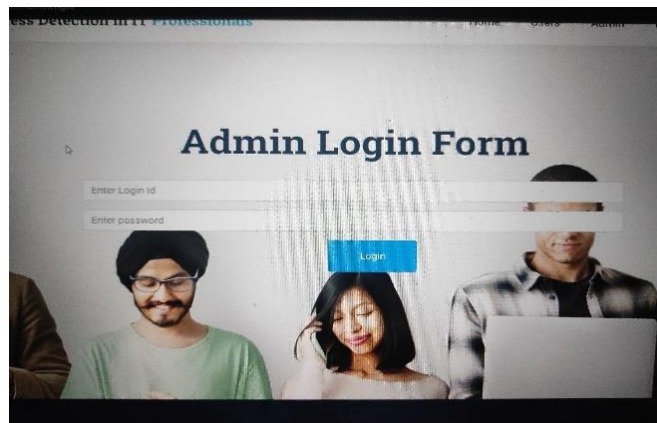 ess Detection in IT Professionals
Home Users Admin
Admin Login Form
Enter Login Id
Enter password
Login